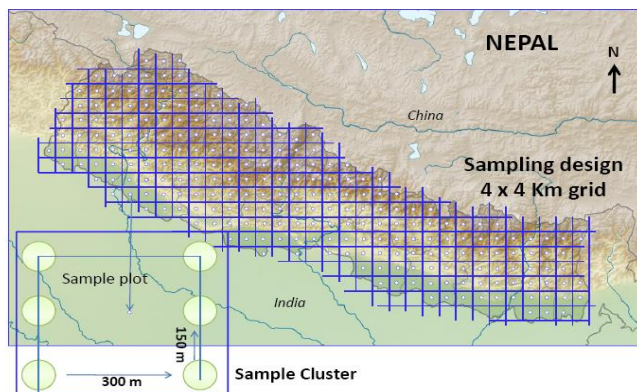 NEPAL
N
China
Sampling design
4 x 4 Km grid
Sample plot
India
150 m
300 m
Sample Cluster